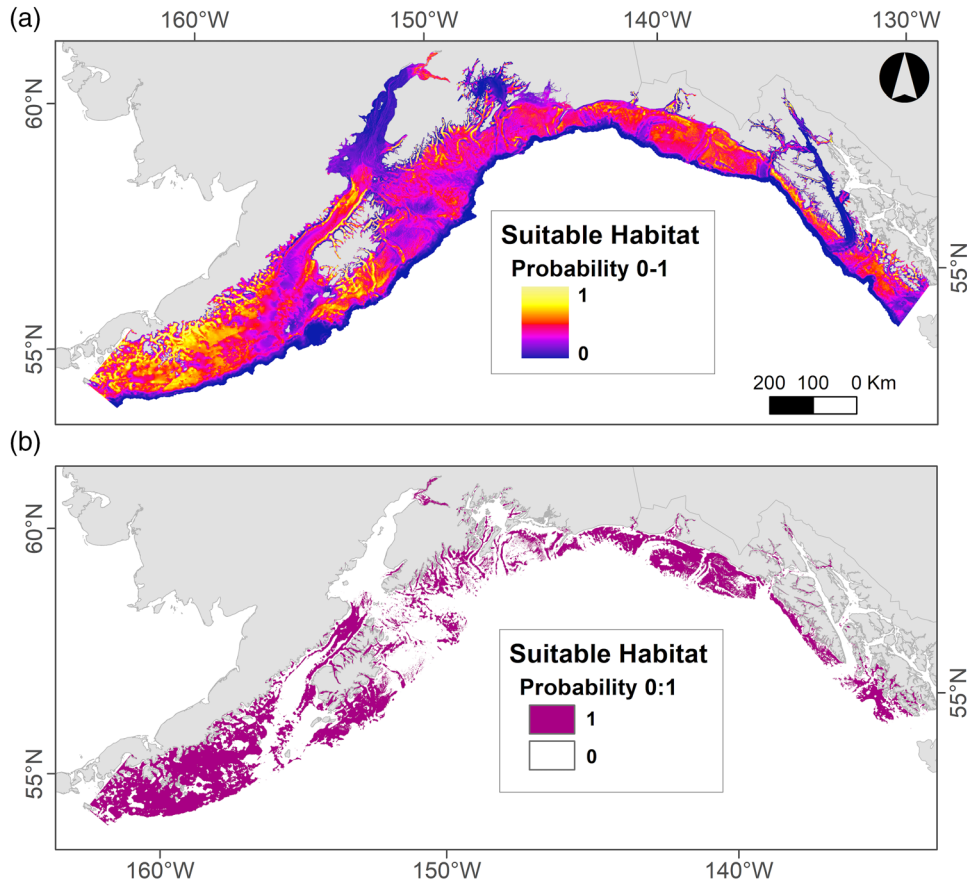 (a)
160°W 150°W 140°W 130°W
60°N
Suitable Habitat
Probability 0-1
1
0
55°N
55°N
200 100 0 Km
(b)
60°N
Suitable Habitat
Probability 0:1
1
0
55°N
55°N
160°W 150°W 140°W